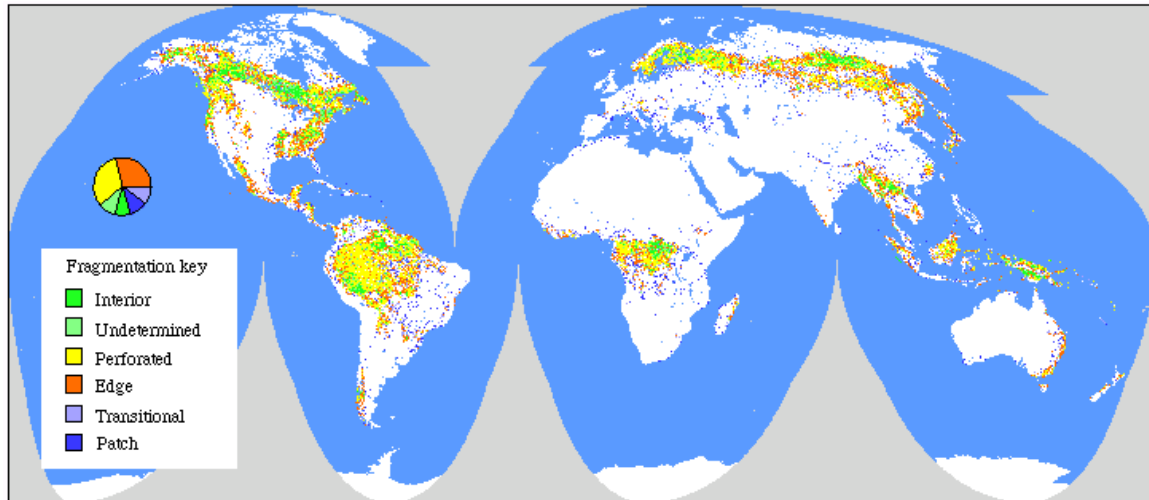 Fragmentation key
Interior
Undetermined
Perforated
Edge
Transitional
Patch